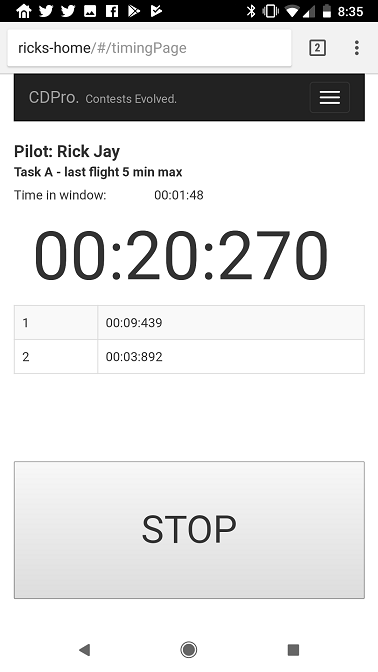 8:35
ricks-home/#/timingPage
2
CDPro. Contests Evolved.
Pilot: Rick Jay
Task A - last flight 5 min max
Time in window: 00:01:48
00:20:270
1 00:09:439
2 00:03:892
STOP